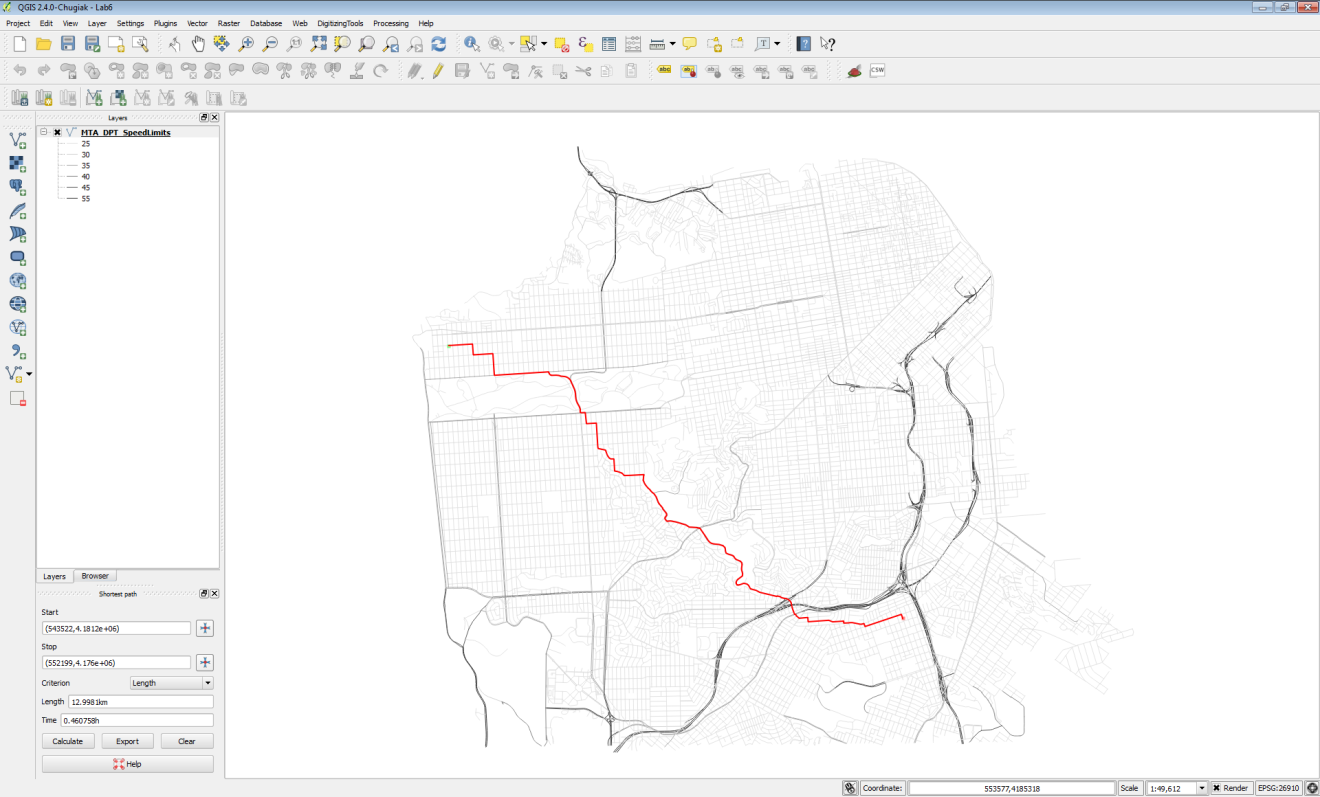 QGIS 2.4.0-Chugiak - Lab6
Project Edit View Layer Settings Plugins Vector Raster Database Web DigitizingTools Processing Help
Layers
MTA_DPT_SpeedLimits
25
30
35
40
45
55
Layers Browser
Shortest path
Start
(543522,4.1812e+06)
Stop
(552199,4.176e+06)
Criterion Length
Length 12.9981km
Time 0.460758h
Calculate Export Clear
Help
Coordinate: 553577,4185318 Scale 1:49,612 Render EPSG:26910